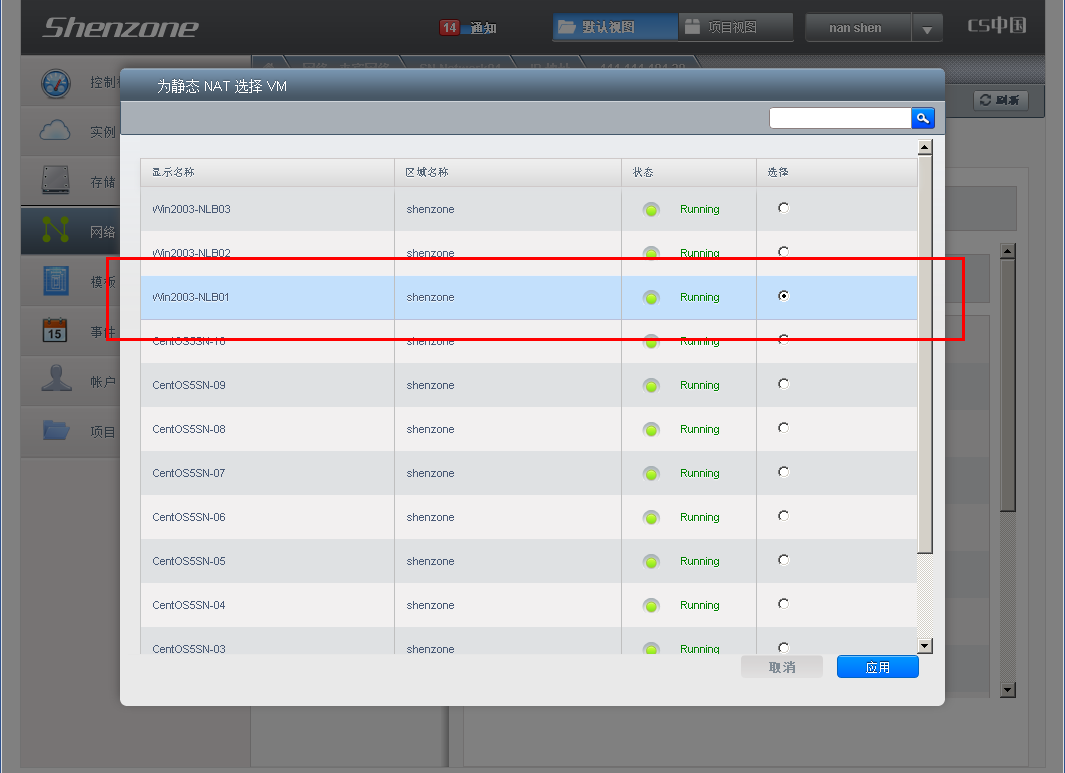 Shenzone
14 通知
默认视图
项目视图
nan shen
CS中国
刷新
为静态 NAT 选择 VM
实例
存储
网络
事件
帐户
项目
显示名称 区域名称 状态 选择
Win2003-NLB03 shenzone Running
Win2003-NLB02 shenzone Running
Win2003-NLB01 shenzone Running
CentOS5SN-10 shenzone Running
CentOS5SN-09 shenzone Running
CentOS5SN-08 shenzone Running
CentOS5SN-07 shenzone Running
CentOS5SN-06 shenzone Running
CentOS5SN-05 shenzone Running
CentOS5SN-04 shenzone Running
CentOS5SN-03 shenzone Running
15
取消 应用